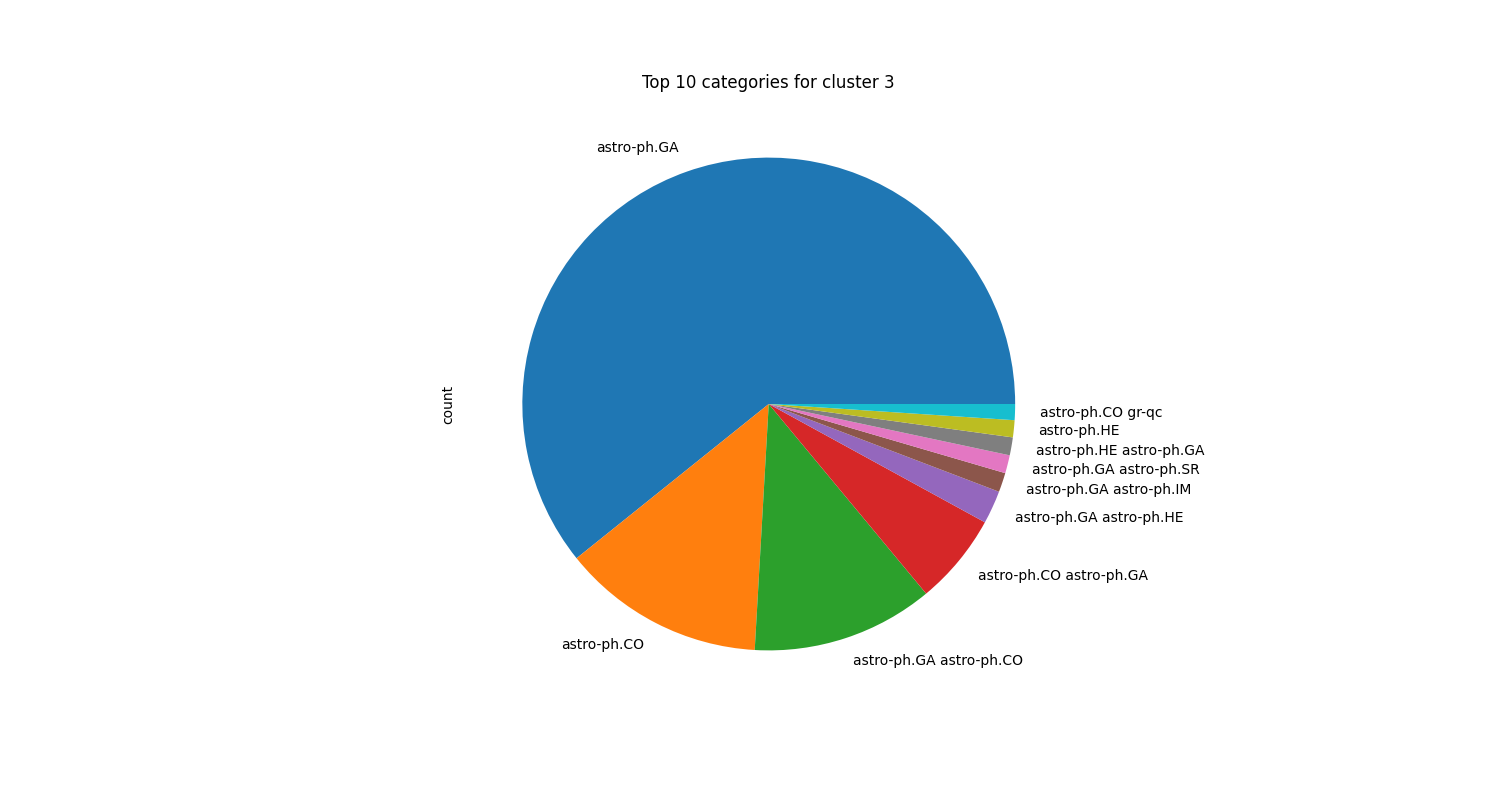 Top 10 categories for cluster 3
astro-ph.GA
count
astro-ph.CO gr-qc
astro-ph.HE
astro-ph.HE astro-ph.GA
astro-ph.GA astro-ph.SR
astro-ph.GA astro-ph.IM
astro-ph.GA astro-ph.HE
astro-ph.CO astro-ph.GA
astro-ph.CO
astro-ph.GA astro-ph.CO